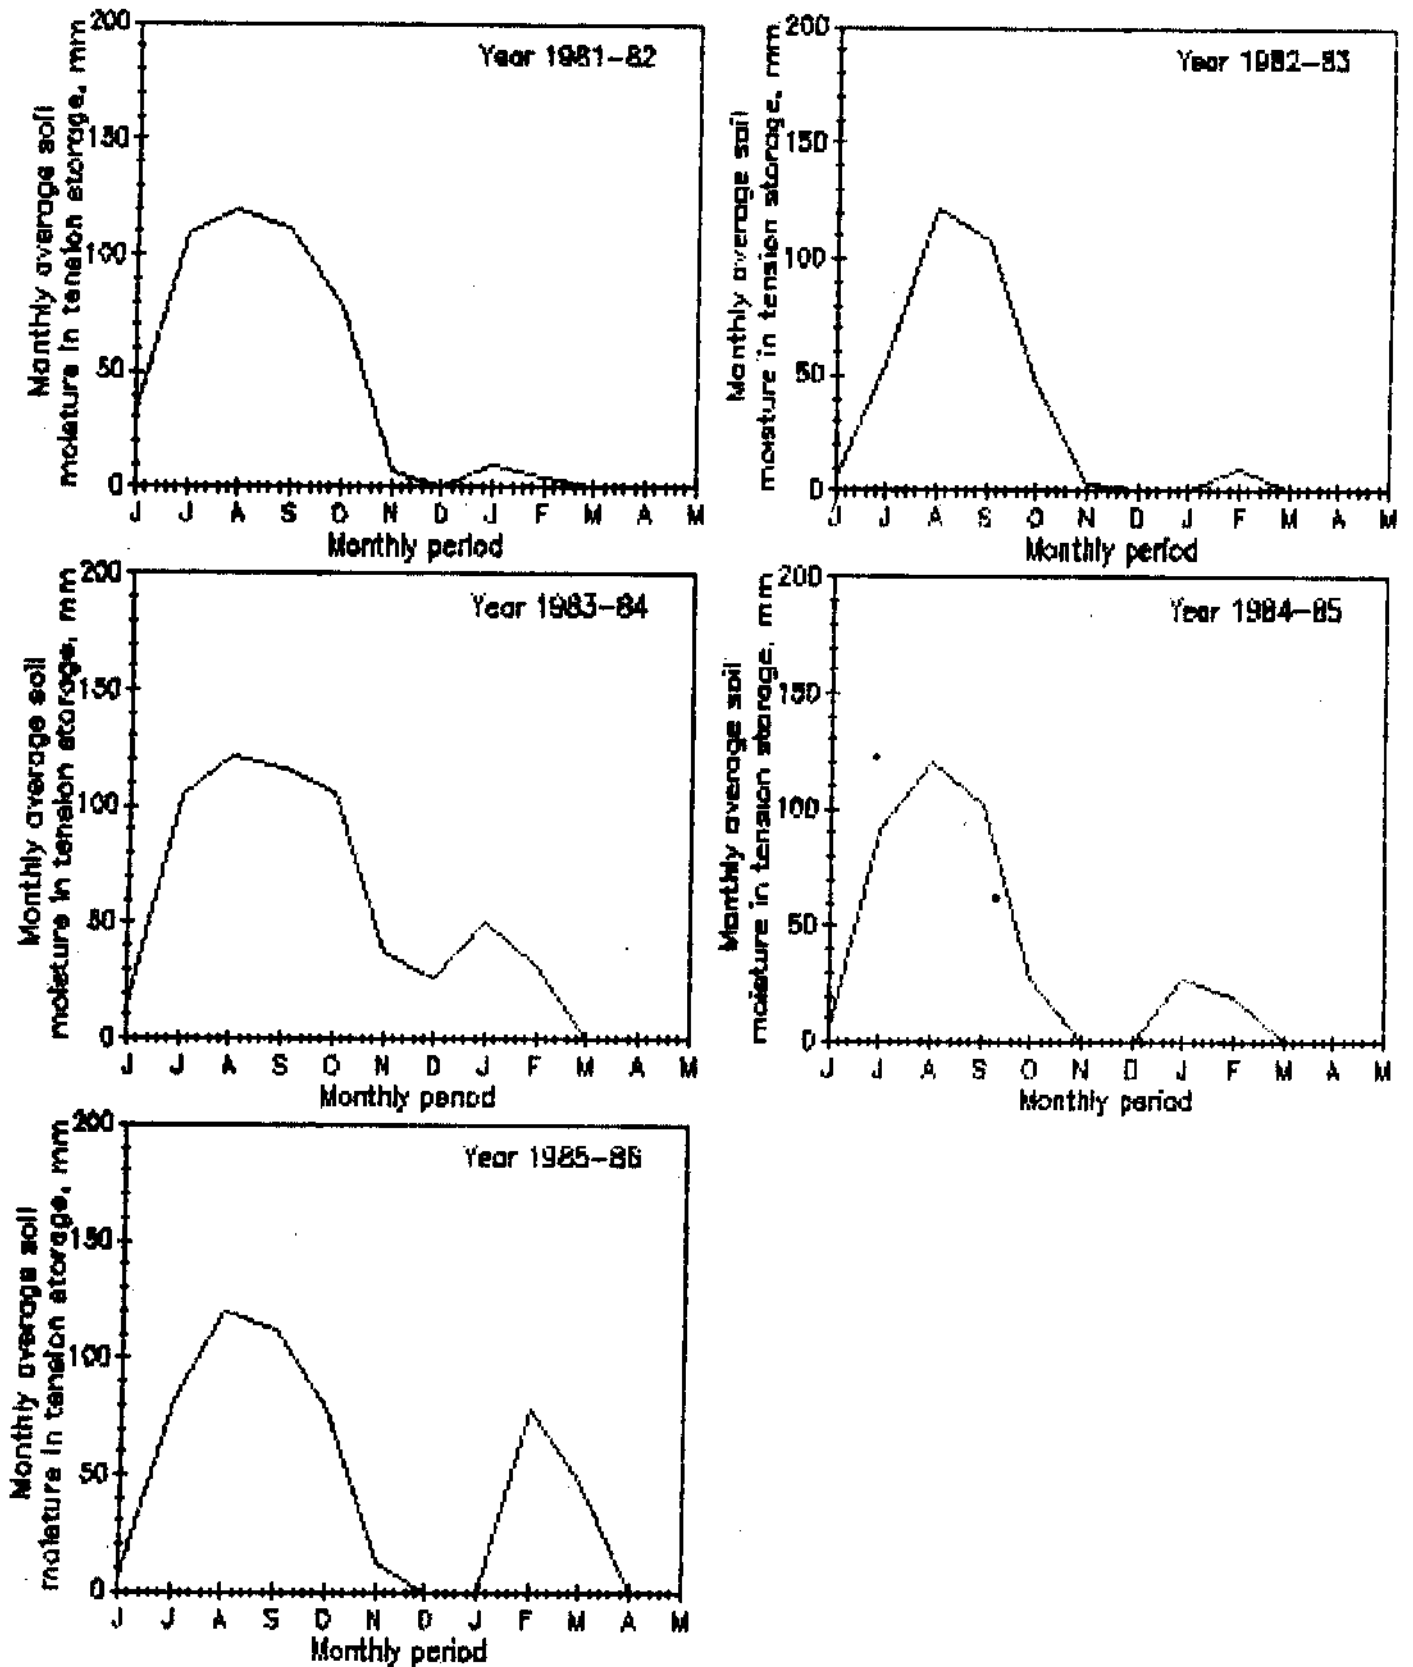 Year 1981-82
Monthly average soil
moisture in tension storage, mm
200
150
100
50
0
J J A S O N D J F M A M
Monthly period
Year 1982-83
Monthly average soil
moisture in tension storage, mm
200
150
100
50
0
J J A S O N D J F M A M
Monthly period
Year 1983-84
Monthly average soil
moisture in tension storage, mm
200
150
100
50
0
J J A S O N D J F M A M
Monthly period
Year 1984-85
Monthly average soil
moisture in tension storage, mm
200
150
100
50
0
J J A S O N D J F M A M
Monthly period
Year 1985-86
Monthly average soil
moisture in tension storage, mm
200
150
100
50
0
J J A S O N D J F M A M
Monthly period